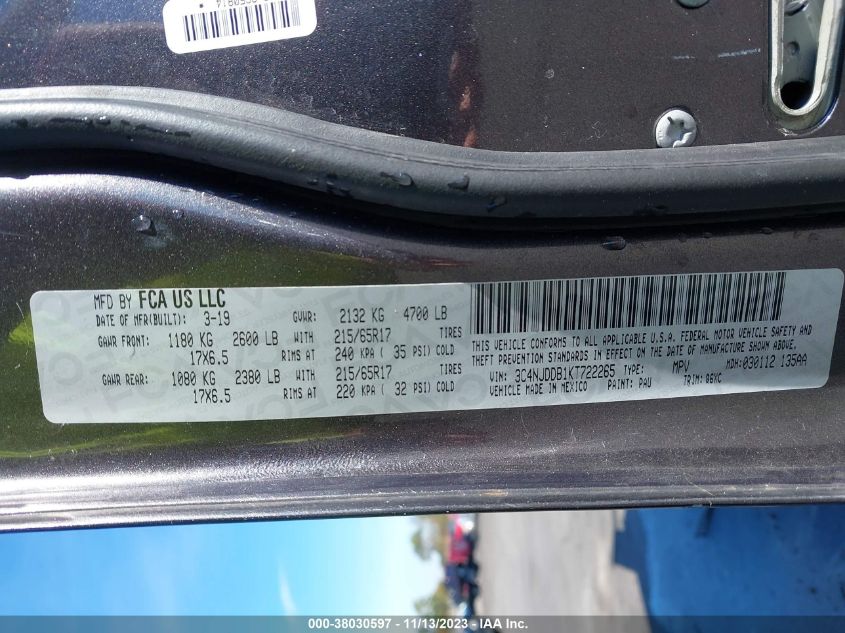 MFD BY FCA US LLC
DATE OF MFR(BUILT): 3-19 GVWR: 2132 KG 4700 LB
GAWR FRONT: 1180 KG 2600 LB WITH 215/65R17 TIRES
17X6.5 RIMS AT 240 KPA ( 35 PSI) COLD
GAWR REAR: 1080 KG 2380 LB WITH 215/65R17 TIRES
17X6.5 RIMS AT 220 KPA ( 32 PSI) COLD
THIS VEHICLE CONFORMS TO ALL APPLICABLE U.S.A. FEDERAL MOTOR VEHICLE SAFETY AND
THEFT PREVENTION STANDARDS IN EFFECT ON THE DATE OF MANUFACTURE SHOWN ABOVE.
VIN: 3C4NJDDB1KT722265 TYPE: MPV MDH: 030112 135AA
VEHICLE MADE IN MEXICO PAINT: PAU TRIM: 86XC
000-38030597 - 11/13/2023 - IAA Inc.